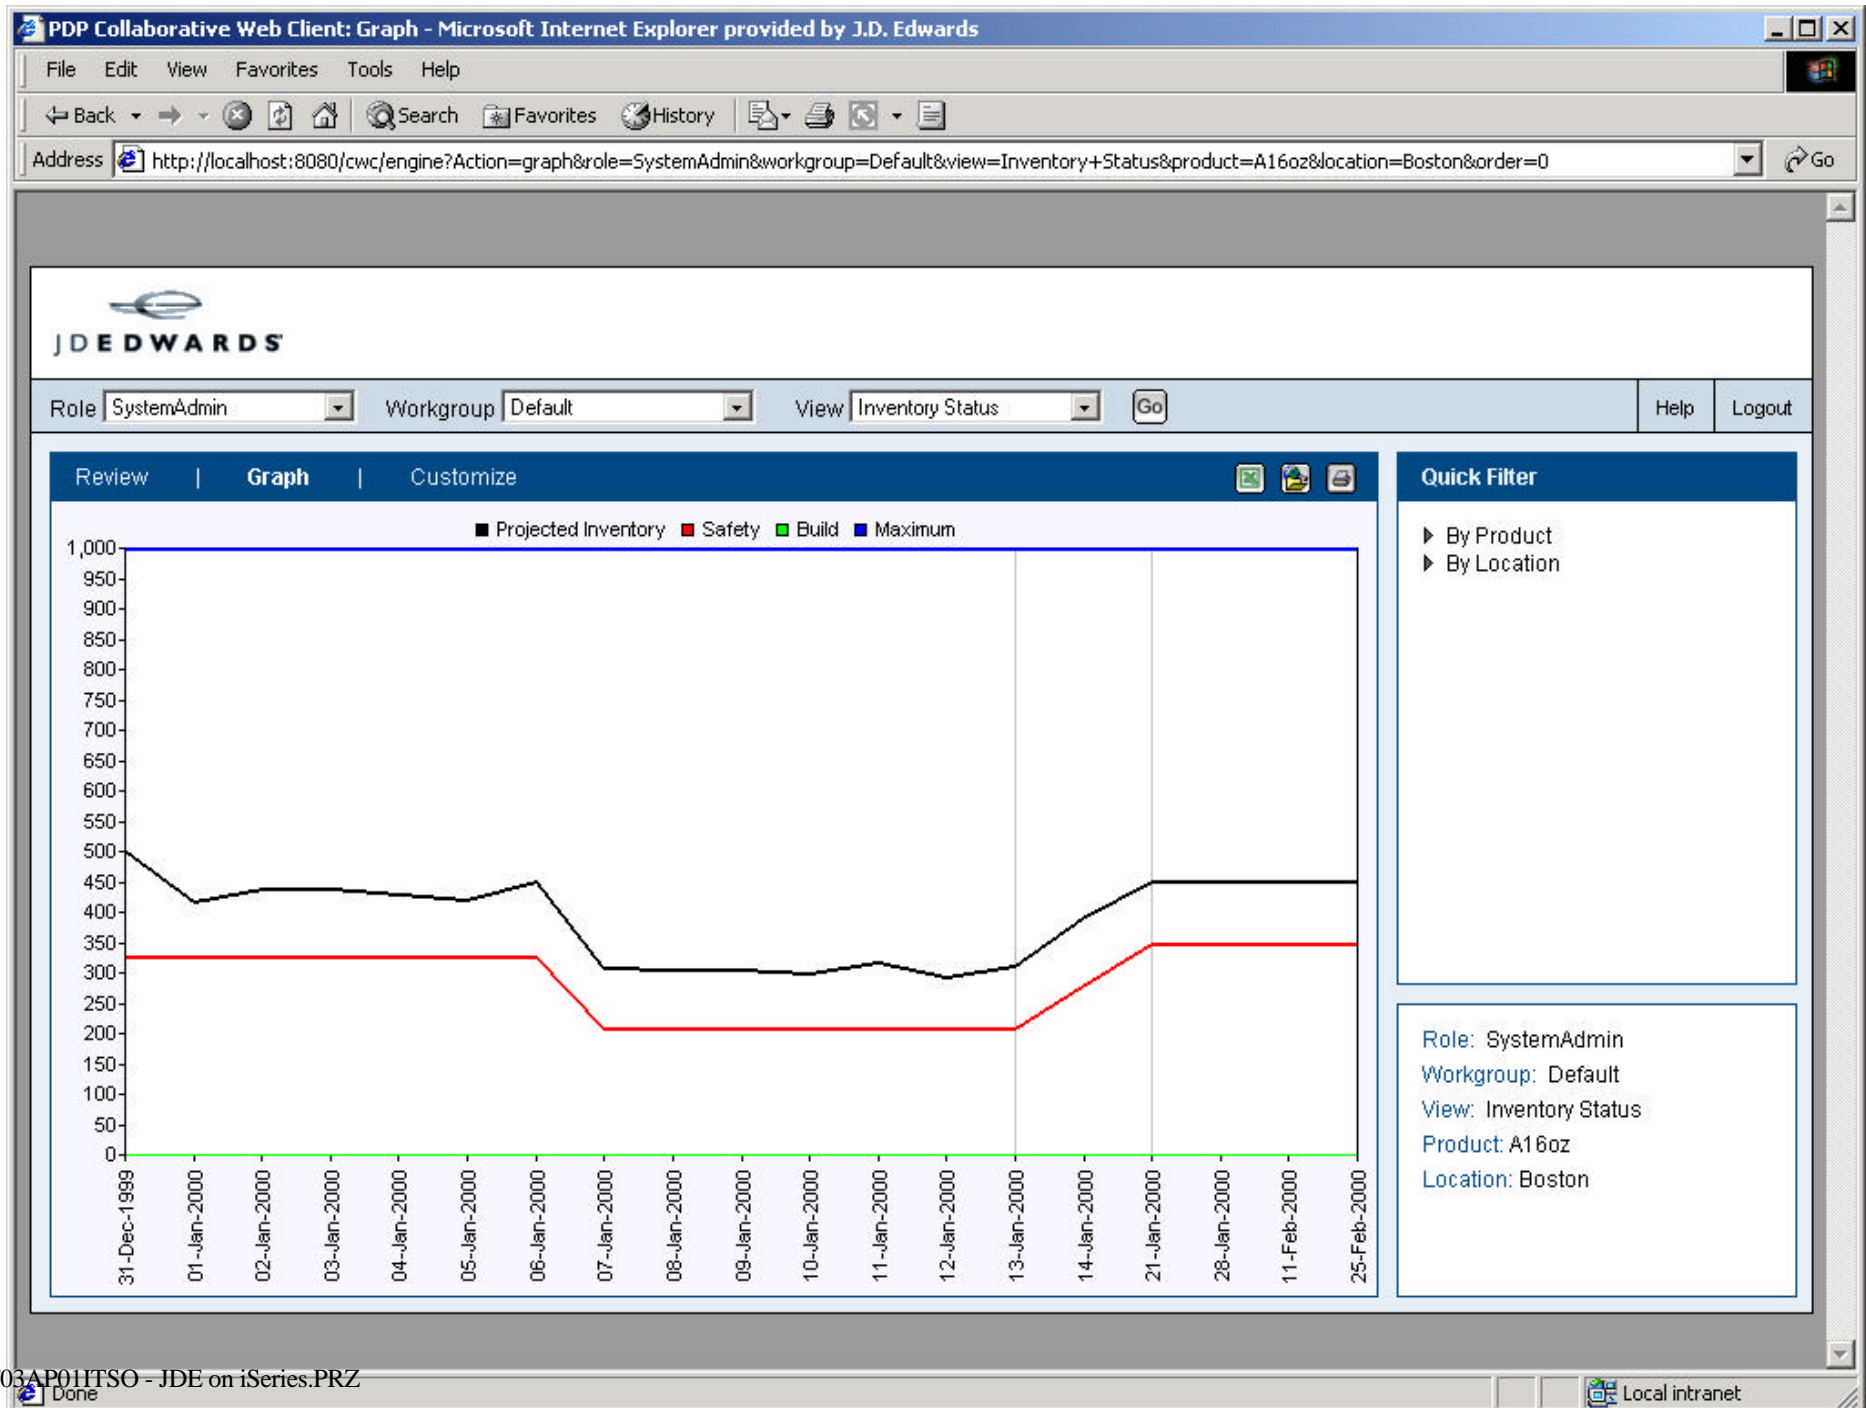 PDP Collaborative Web Client: Graph - Microsoft Internet Explorer provided by J.D. Edwards
File Edit View Favorites Tools Help
Back Search Favorites History
Address http://localhost:8080/cwc/engine?Action=graph&role=SystemAdmin&workgroup=Default&view=Inventory+Status&product=A16oz&location=Boston&order=0 Go
JDEDWARDS
Role SystemAdmin Workgroup Default View Inventory Status Go Help Logout
Review | Graph | Customize
Quick Filter
Projected Inventory Safety Build Maximum
By Product
By Location
1,000
950
900
850
800
750
700
650
600
550
500
450
400
350
300
250
200
150
100
50
0
31-Dec-1999
01-Jan-2000
02-Jan-2000
03-Jan-2000
04-Jan-2000
05-Jan-2000
06-Jan-2000
07-Jan-2000
08-Jan-2000
09-Jan-2000
10-Jan-2000
11-Jan-2000
12-Jan-2000
13-Jan-2000
14-Jan-2000
21-Jan-2000
28-Jan-2000
11-Feb-2000
25-Feb-2000
Role: SystemAdmin
Workgroup: Default
View: Inventory Status
Product: A16oz
Location: Boston
03AP01ITSO - JDE on iSeries.PRZ
Done
Local intranet